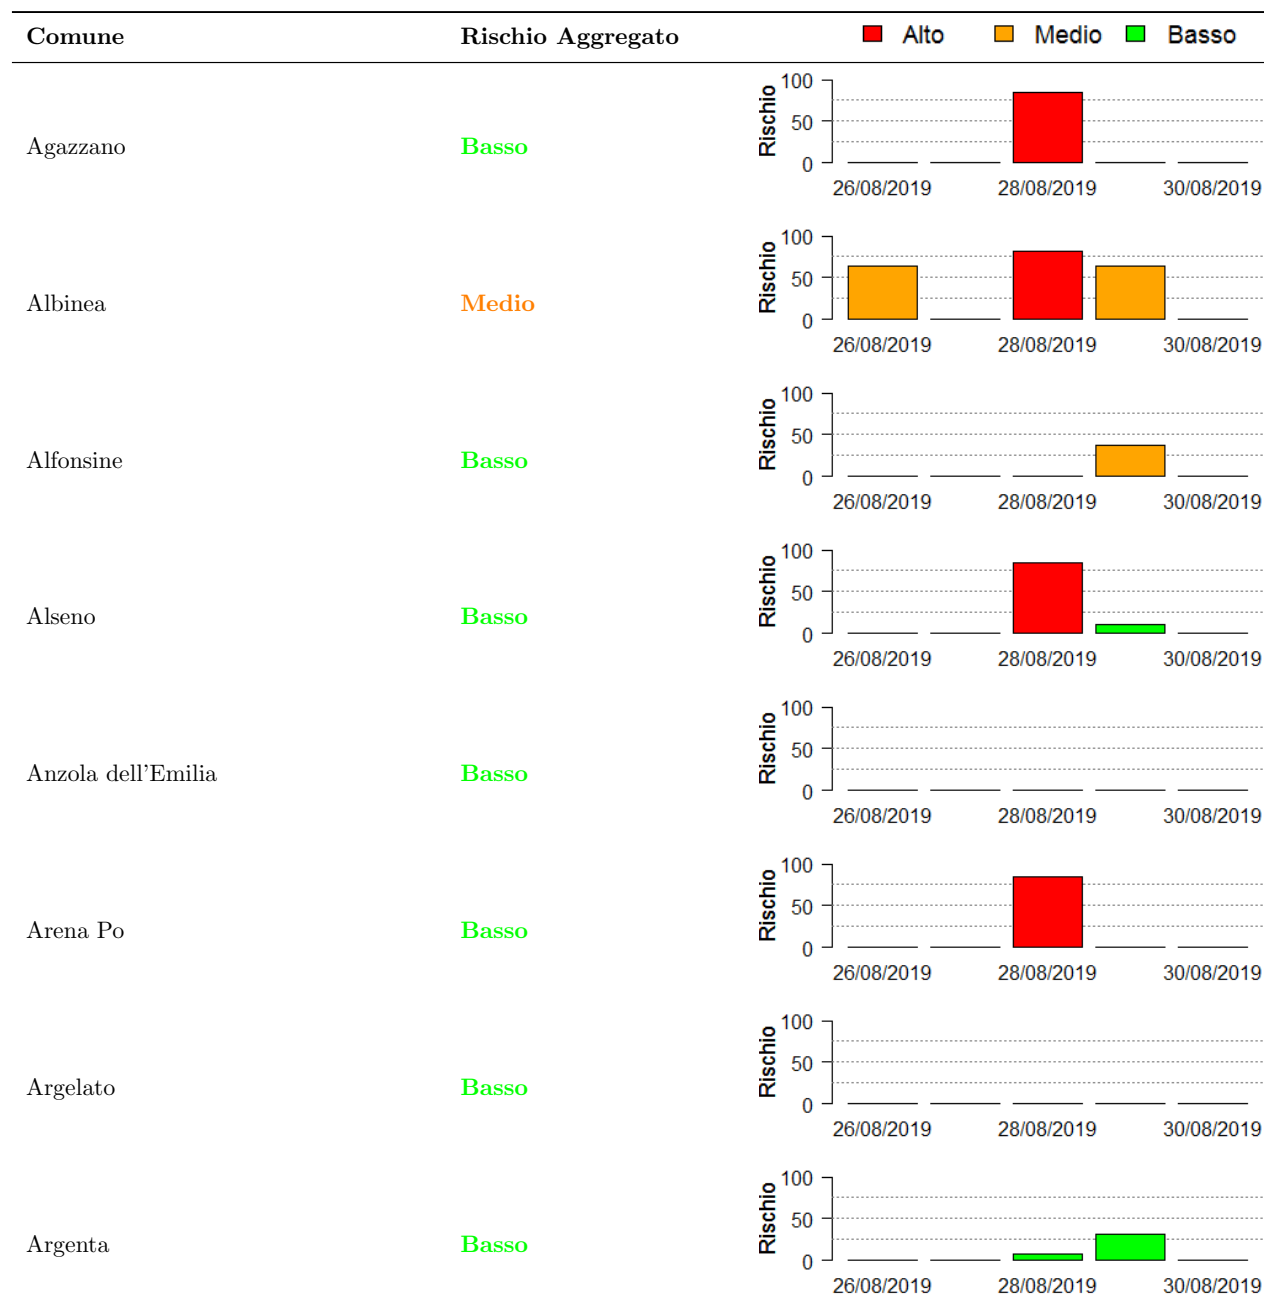 Comune Rischio Aggregato Alto Medio Basso
Agazzano Basso Rischio 100 50 0
26/08/2019 28/08/2019 30/08/2019
Albinea Medio Rischio 100 50 0
26/08/2019 28/08/2019 30/08/2019
Alfonsine Basso Rischio 100 50 0
26/08/2019 28/08/2019 30/08/2019
Alseno Basso Rischio 100 50 0
26/08/2019 28/08/2019 30/08/2019
Anzola dell'Emilia Basso Rischio 100 50 0
26/08/2019 28/08/2019 30/08/2019
Arena Po Basso Rischio 100 50 0
26/08/2019 28/08/2019 30/08/2019
Argelato Basso Rischio 100 50 0
26/08/2019 28/08/2019 30/08/2019
Argenta Basso Rischio 100 50 0
26/08/2019 28/08/2019 30/08/2019